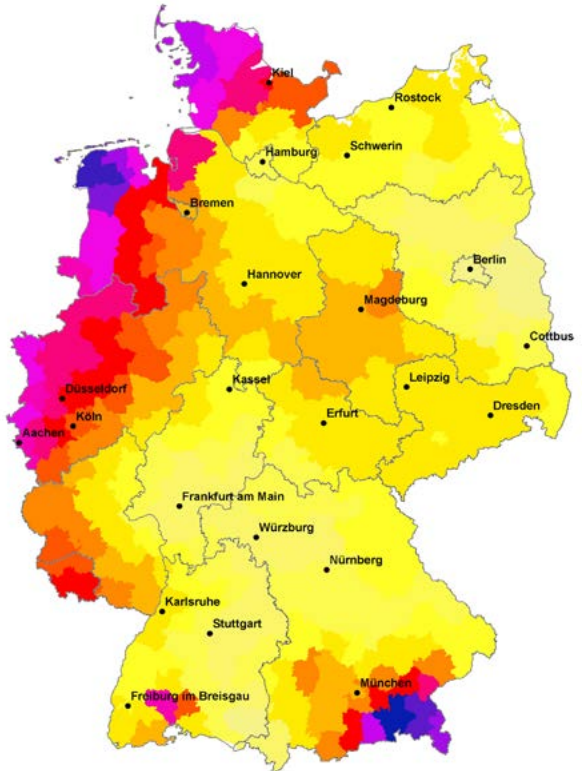 Kiel
Rostock
Hamburg
Schwerin
Bremen
Berlin
Hannover
Magdeburg
Cottbus
Kassel
Leipzig
Düsseldorf
Dresden
Köln
Erfurt
Aachen
Frankfurt am Main
Würzburg
Nürnberg
Karlsruhe
Stuttgart
München
Freiburg im Breisgau